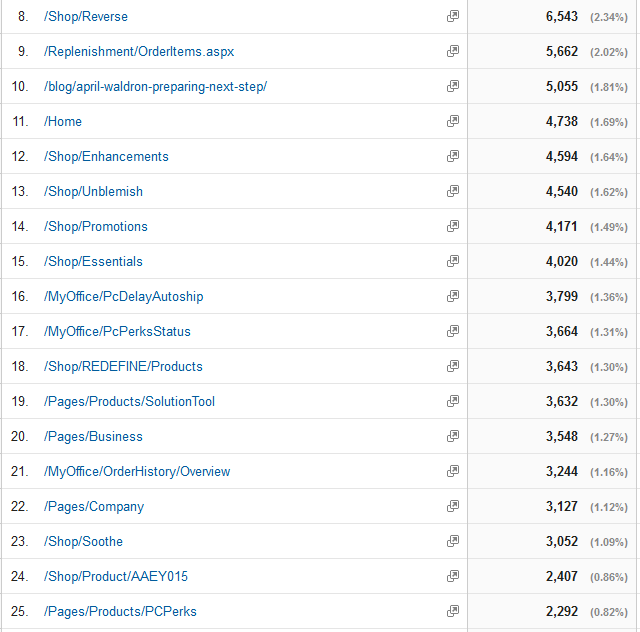 8. /Shop/Reverse 6,543 (2.34%)
9. /Replenishment/OrderItems.aspx 5,662 (2.02%)
10. /blog/april-waldron-preparing-next-step/ 5,055 (1.81%)
11. /Home 4,738 (1.69%)
12. /Shop/Enhancements 4,594 (1.64%)
13. /Shop/Unblemish 4,540 (1.62%)
14. /Shop/Promotions 4,171 (1.49%)
15. /Shop/Essentials 4,020 (1.44%)
16. /MyOffice/PcDelayAutoship 3,799 (1.36%)
17. /MyOffice/PcPerksStatus 3,664 (1.31%)
18. /Shop/REDEFINE/Products 3,643 (1.30%)
19. /Pages/Products/SolutionTool 3,632 (1.30%)
20. /Pages/Business 3,548 (1.27%)
21. /MyOffice/OrderHistory/Overview 3,244 (1.16%)
22. /Pages/Company 3,127 (1.12%)
23. /Shop/Soothe 3,052 (1.09%)
24. /Shop/Product/AAEY015 2,407 (0.86%)
25. /Pages/Products/PCPerks 2,292 (0.82%)